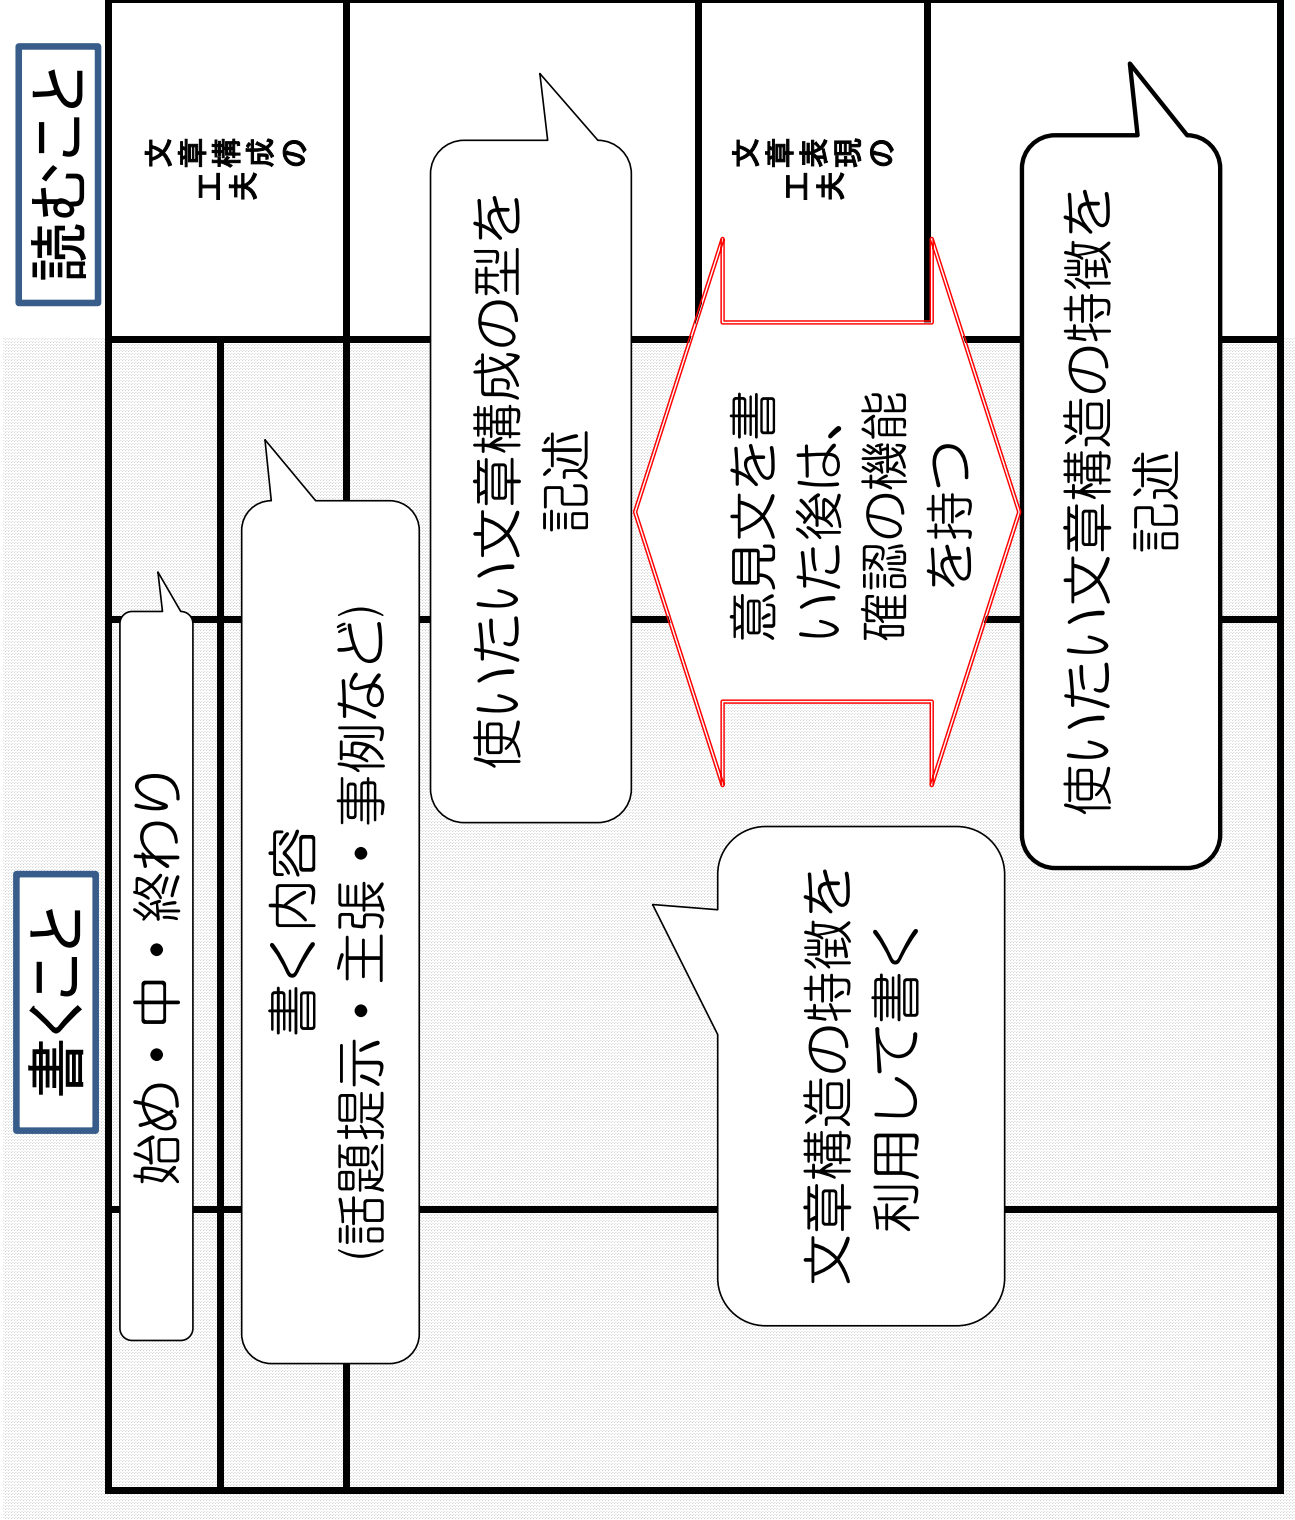 書くこと
読むこと
始め・中・終わり
書く内容
(話題提示・主張・事例など)
文章構成の
工夫
使いたい文章構成の型を
記述
文章表現の
工夫
意見文を書
いた後は、
確認の機能
を持つ
文章構造の特徴を
利用して書く
使いたい文章構造の特徴を
記述